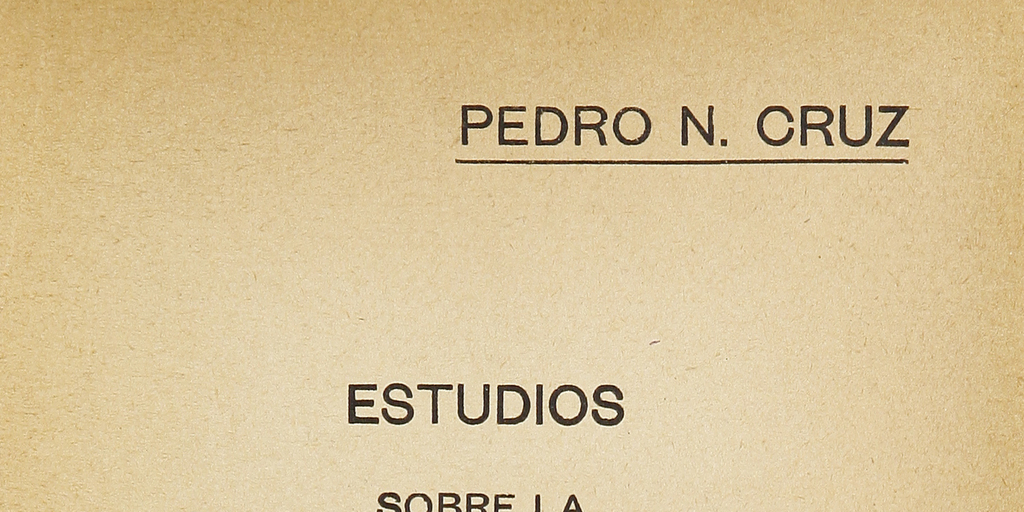 PEDRO N. CRUZ
ESTUDIOS
SOBRE LA